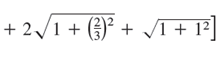 + 2√1 + (2/3)² + √1 + 1²]